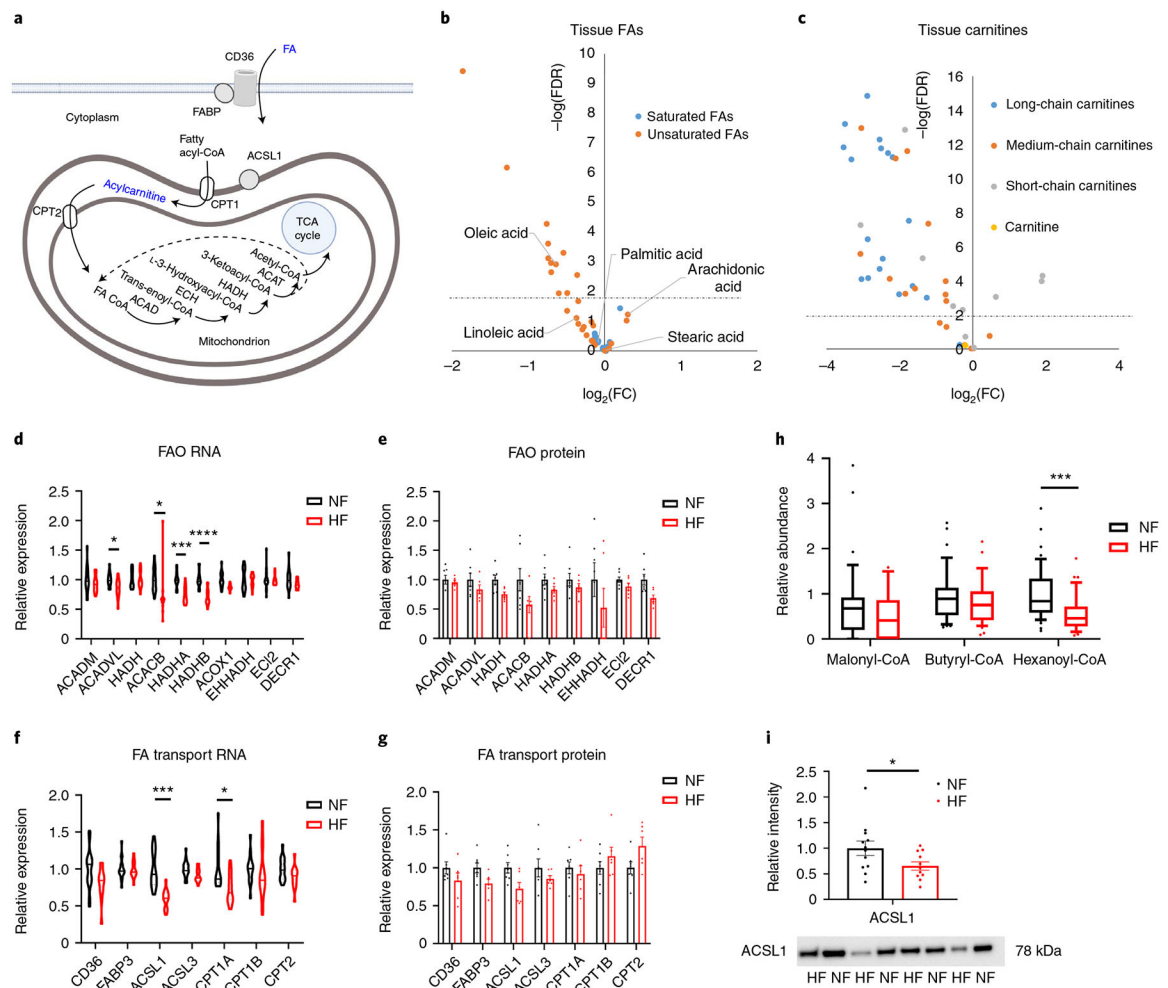 a
CD36
FA
FABP
Cytoplasm
Fatty
acyl-CoA
ACSL1
Acylcarnitine
CPT1
CPT2
TCA
cycle
Acetyl-CoA
ACAT
3-Ketoacyl-CoA
HADH
L-3-Hydroxyacyl-CoA
ECH
Trans-enoyl-CoA
ACAD
FA CoA
Mitochondrion
b
Tissue FAs
–log(FDR)
10
9
8
7
6
5
4
3
2
1
0
Saturated FAs
Unsaturated FAs
Oleic acid
Palmitic acid
Arachidonic
acid
Linoleic acid
Stearic acid
–2
–1
0
1
2
log2(FC)
c
Tissue carnitines
–log(FDR)
16
14
12
10
8
6
4
2
0
Long-chain carnitines
Medium-chain carnitines
Short-chain carnitines
Carnitine
–4
–2
0
2
4
log2(FC)
d
FAO RNA
Relative expression
2.5
2.0
1.5
1.0
0.5
0
* * *** ****
NF
HF
ACADM
ACADVL
HADH
ACACB
HADHA
HADHB
ACOX1
EHHADH
ECI2
DECR1
e
FAO protein
Relative expression
2.5
2.0
1.5
1.0
0.5
0
NF
HF
ACADM
ACADVL
HADH
ACACB
HADHA
HADHB
EHHADH
ECI2
DECR1
h
Relative abundance
4
3
2
1
0
***
NF
HF
Malonyl-CoA
Butyryl-CoA
Hexanoyl-CoA
f
FA transport RNA
Relative expression
2.0
1.5
1.0
0.5
0
*** *
NF
HF
CD36
FABP3
ACSL1
ACSL3
CPT1A
CPT1B
CPT2
g
FA transport protein
Relative expression
2.0
1.5
1.0
0.5
0
NF
HF
CD36
FABP3
ACSL1
ACSL3
CPT1A
CPT1B
CPT2
i
Relative intensity
2.5
2.0
1.5
1.0
0.5
0
*
NF
HF
ACSL1
ACSL1
78 kDa
HF NF HF NF HF NF HF NF